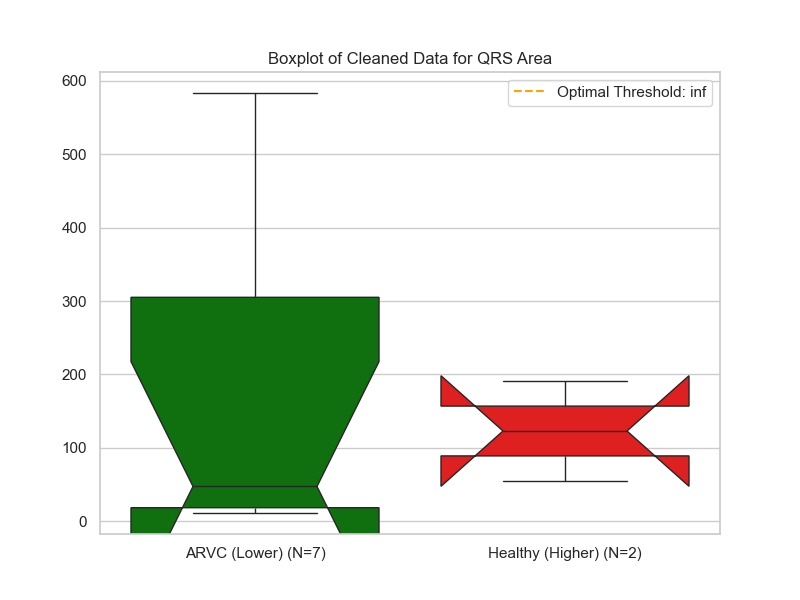 Boxplot of Cleaned Data for QRS Area
600
500
400
300
200
100
0
Optimal Threshold: inf
ARVC (Lower) (N=7)
Healthy (Higher) (N=2)